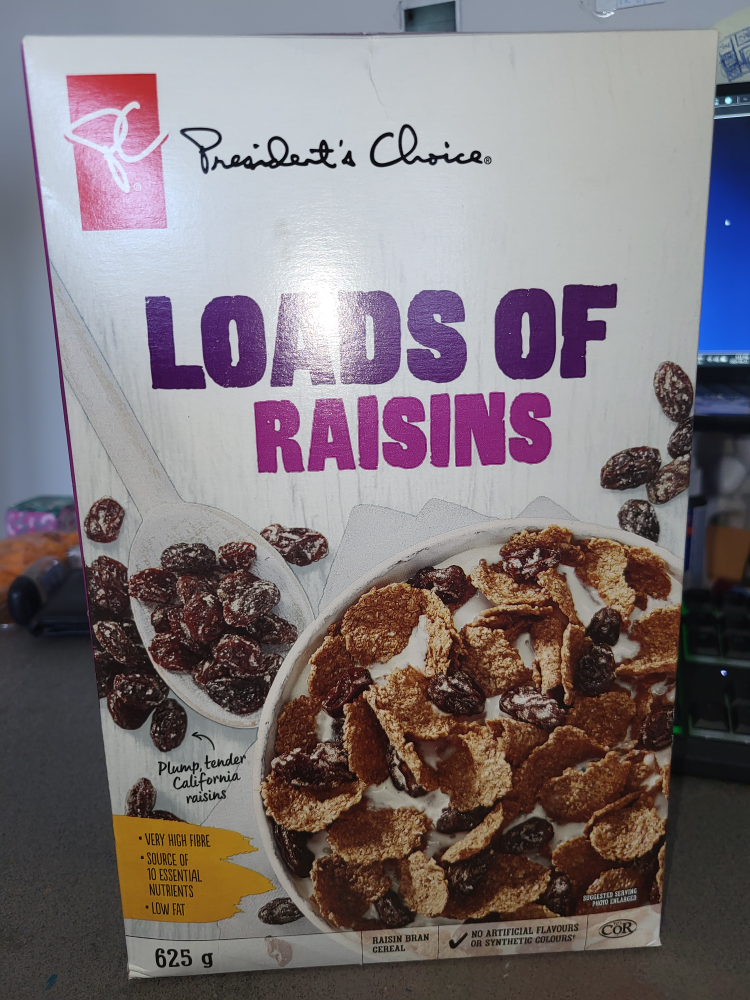 PC®
President's Choice®
LOADS OF
RAISINS
Plump, tender
California
raisins
• VERY HIGH FIBRE
• SOURCE OF
10 ESSENTIAL
NUTRIENTS
• LOW FAT
SUGGESTED SERVING
PHOTO ENLARGED
625 g
RAISIN BRAN
CEREAL
✓ NO ARTIFICIAL FLAVOURS
OR SYNTHETIC COLOURS!
COR